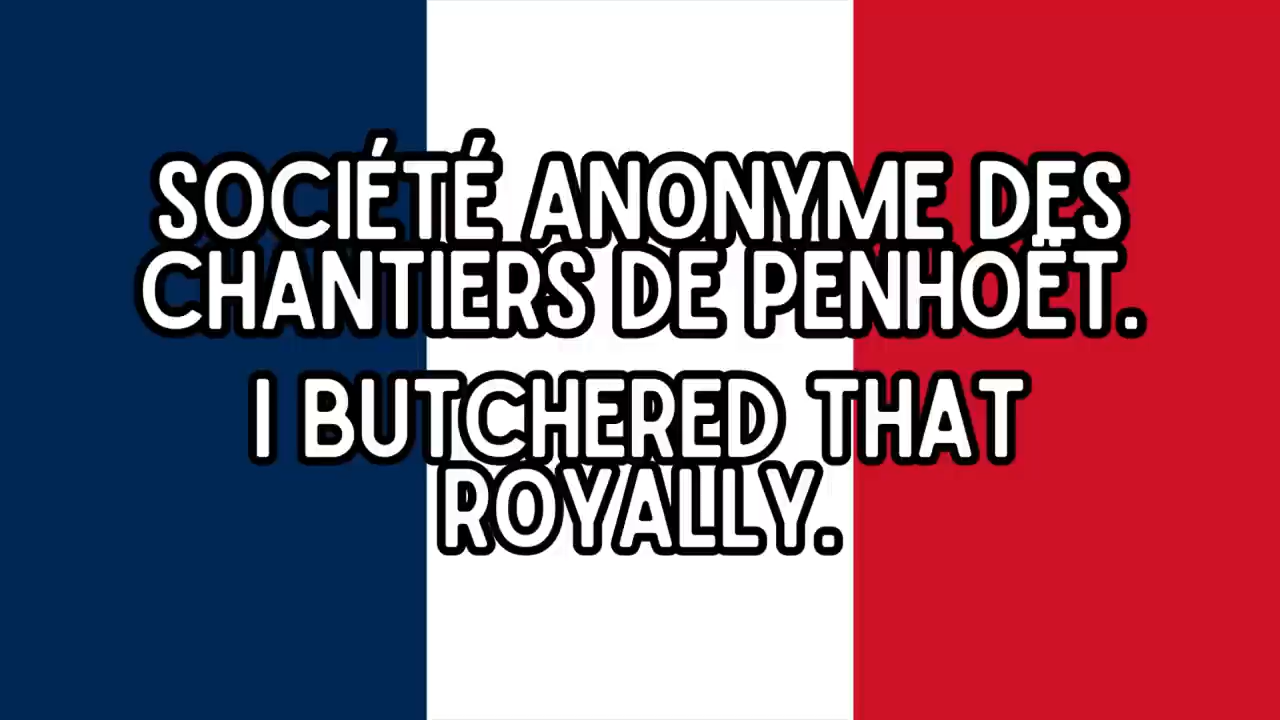 SOCIÉTÉ ANONYME DES
CHANTIERS DE PENHOËT.
I BUTCHERED THAT
ROYALLY.